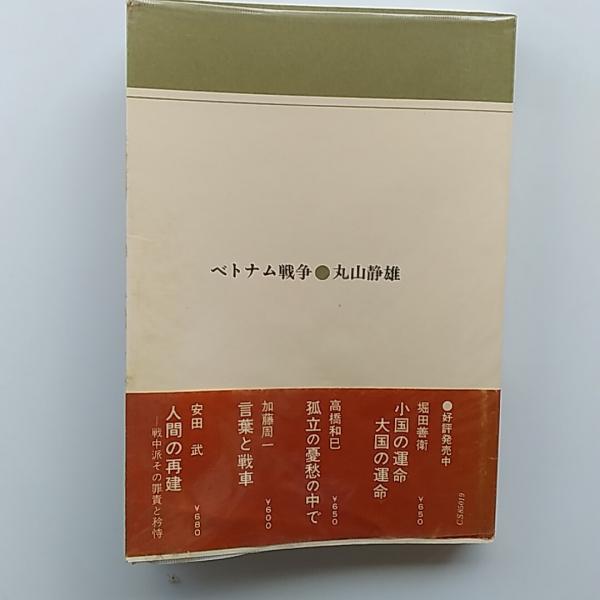 ベトナム戦争●丸山静雄
●好評発売中
堀田善衛
小国の運命
大国の運命
￥650
高橋和巳
孤立の憂愁の中で
￥650
加藤周一
言葉と戦車
￥600
安田 武
人間の再建
─戦中派その罪責と矜恃
￥680
C.S.85019